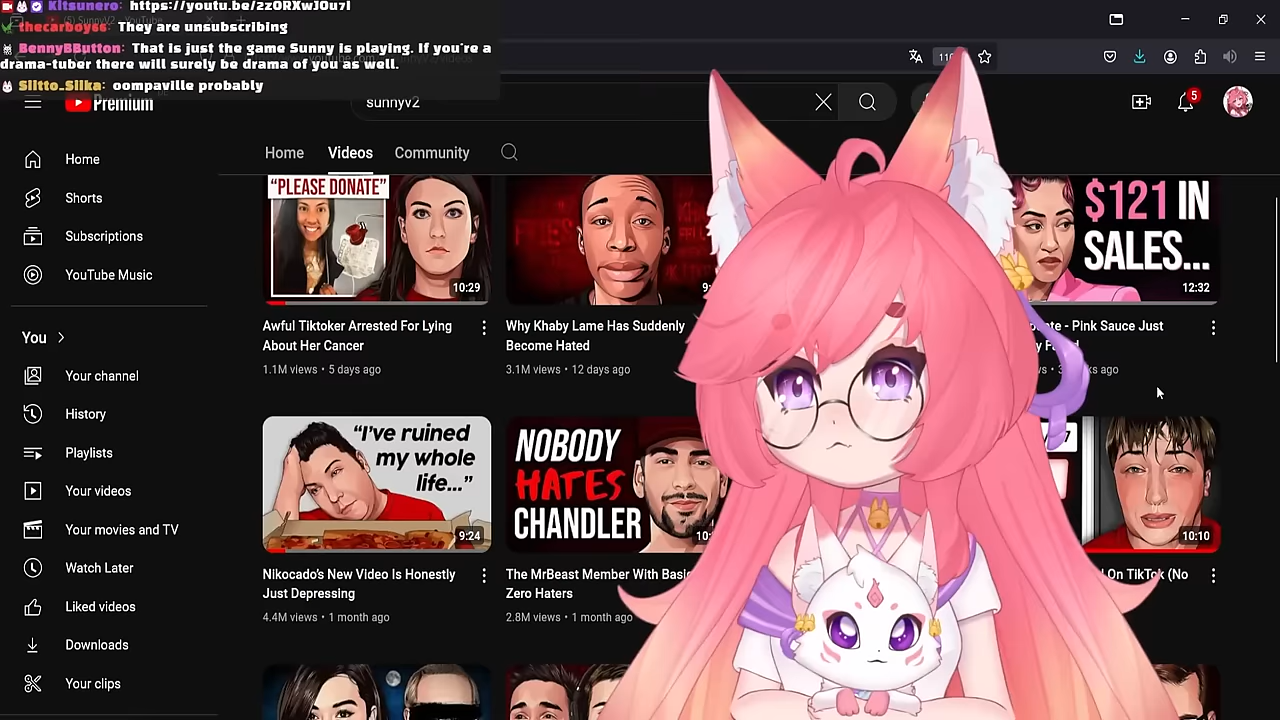 Kitsunero: https://youtu.be/2z0RXwJ0u7I
thecarboyss: They are unsubscribing
BennyBButton: That is just the game Sunny is playing. If you're a
drama-tuber there will surely be drama of you as well.
Slitto_Silka: oompaville probably
Premium
sunnyv2
5
Home Videos Community
Home
Shorts
Subscriptions
YouTube Music
You
Your channel
History
Playlists
Your videos
Your movies and TV
Watch Later
Liked videos
Downloads
Your clips
"PLEASE DONATE"
10:29
Awful Tiktoker Arrested For Lying
About Her Cancer
1.1M views • 5 days ago
Why Khaby Lame Has Suddenly
Become Hated
3.1M views • 12 days ago
$121 IN
SALES...
12:32
- Pink Sauce Just
ago
"I've ruined
my whole
life..."
9:24
Nikocado's New Video Is Honestly
Just Depressing
4.4M views • 1 month ago
NOBODY
HATES
CHANDLER
The MrBeast Member With
Zero Haters
2.8M views • 1 month ago
10:10
On TikTok (No